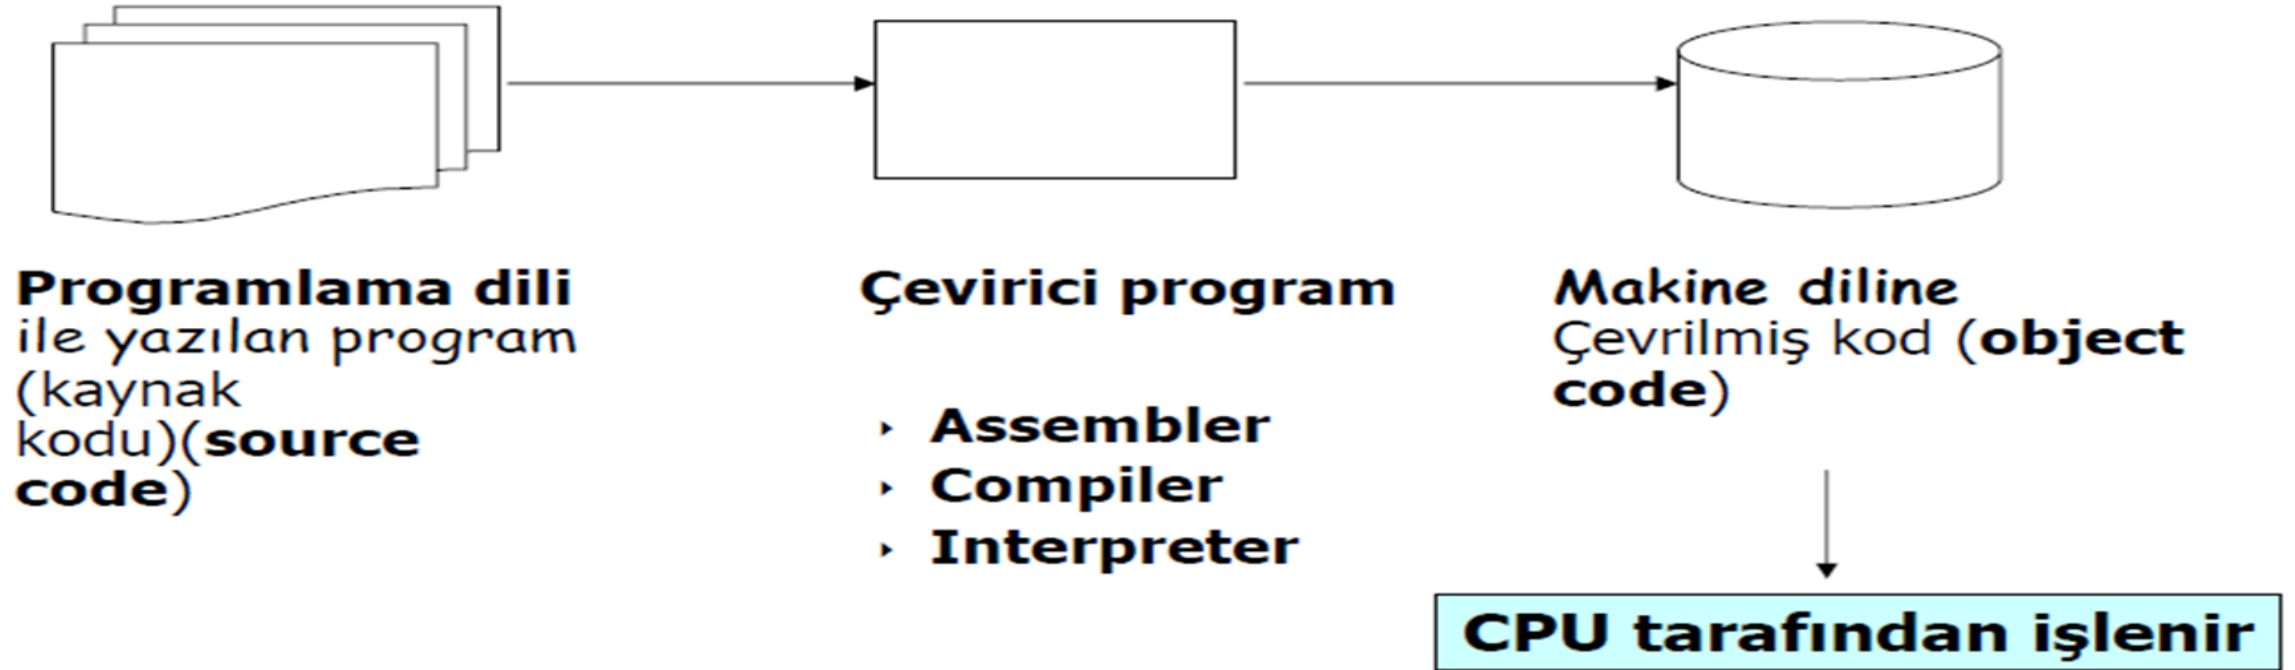 Programlama dili
ile yazılan program
(kaynak
kodu)(source
code)
Çevirici program
Assembler
Compiler
Interpreter
Makine diline
Çevrilmiş kod (object
code)
CPU tarafından işlenir